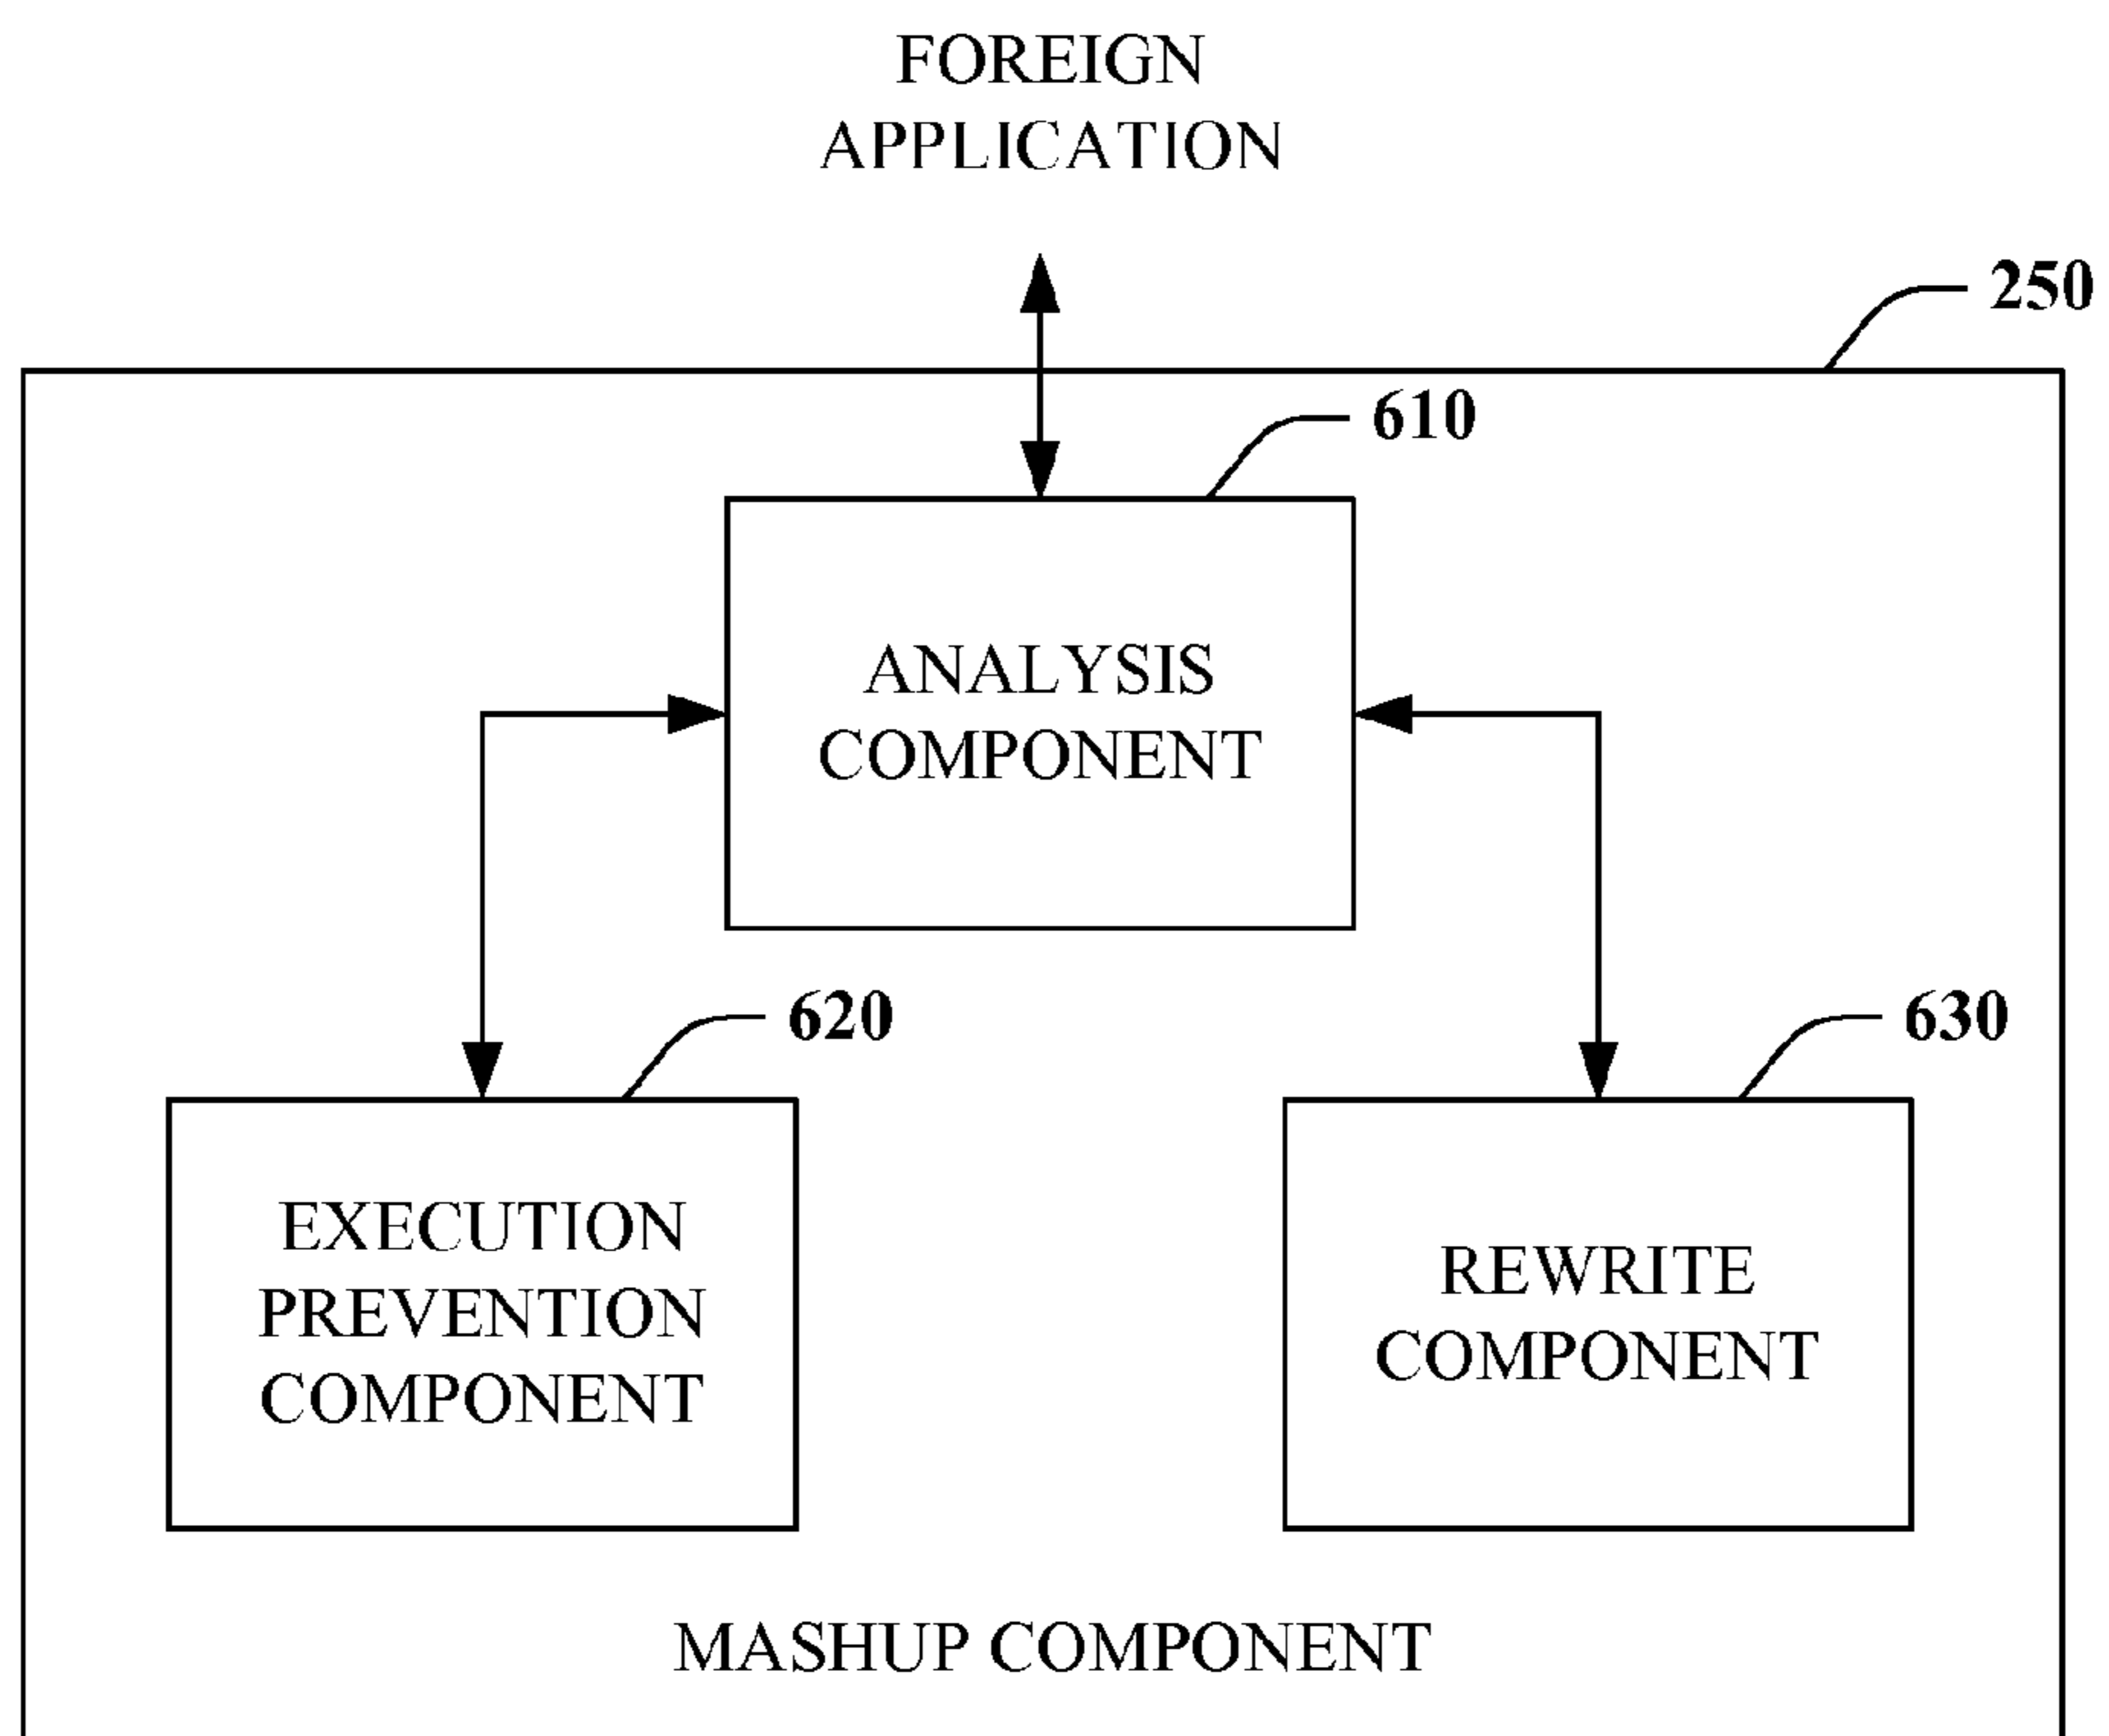 FOREIGN
APPLICATION
250
610
ANALYSIS
COMPONENT
620
630
EXECUTION
PREVENTION
COMPONENT
REWRITE
COMPONENT
MASHUP COMPONENT